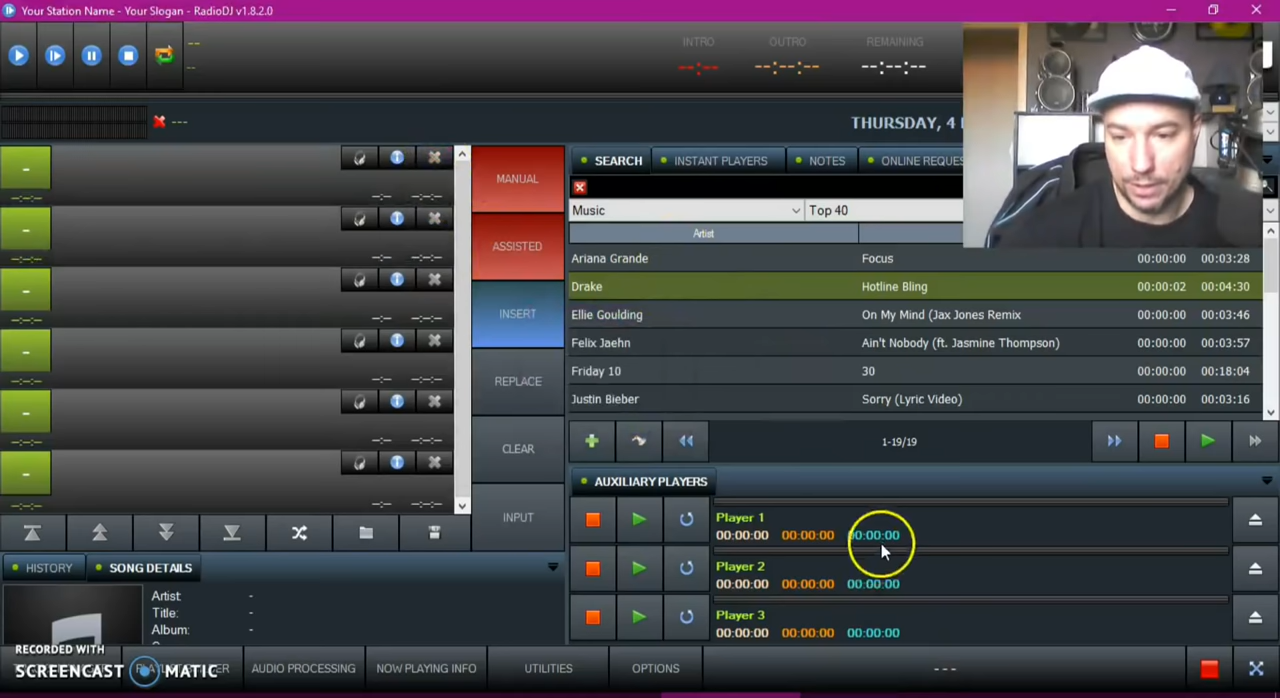 Your Station Name - Your Slogan - RadioDJ v1.8.2.0
--
INTRO OUTRO REMAINING
--:-- --:--:-- --:--:--
--
---
THURSDAY, 4
MANUAL
ASSISTED
INSERT
REPLACE
CLEAR
INPUT
SEARCH INSTANT PLAYERS NOTES ONLINE REQUES
Music Top 40
Artist
Ariana Grande Focus 00:00:00 00:03:28
Drake Hotline Bling 00:00:02 00:04:30
Ellie Goulding On My Mind (Jax Jones Remix 00:00:00 00:03:46
Felix Jaehn Ain't Nobody (ft. Jasmine Thompson) 00:00:00 00:03:57
Friday 10 30 00:00:00 00:18:04
Justin Bieber Sorry (Lyric Video) 00:00:00 00:03:16
1-19/19
AUXILIARY PLAYERS
Player 1
00:00:00 00:00:00 00:00:00
Player 2
00:00:00 00:00:00 00:00:00
Player 3
00:00:00 00:00:00 00:00:00
HISTORY SONG DETAILS
Artist: -
Title: -
Album: -
RECORDED WITH
SCREENCAST MATIC
AUDIO PROCESSING NOW PLAYING INFO UTILITIES OPTIONS ---